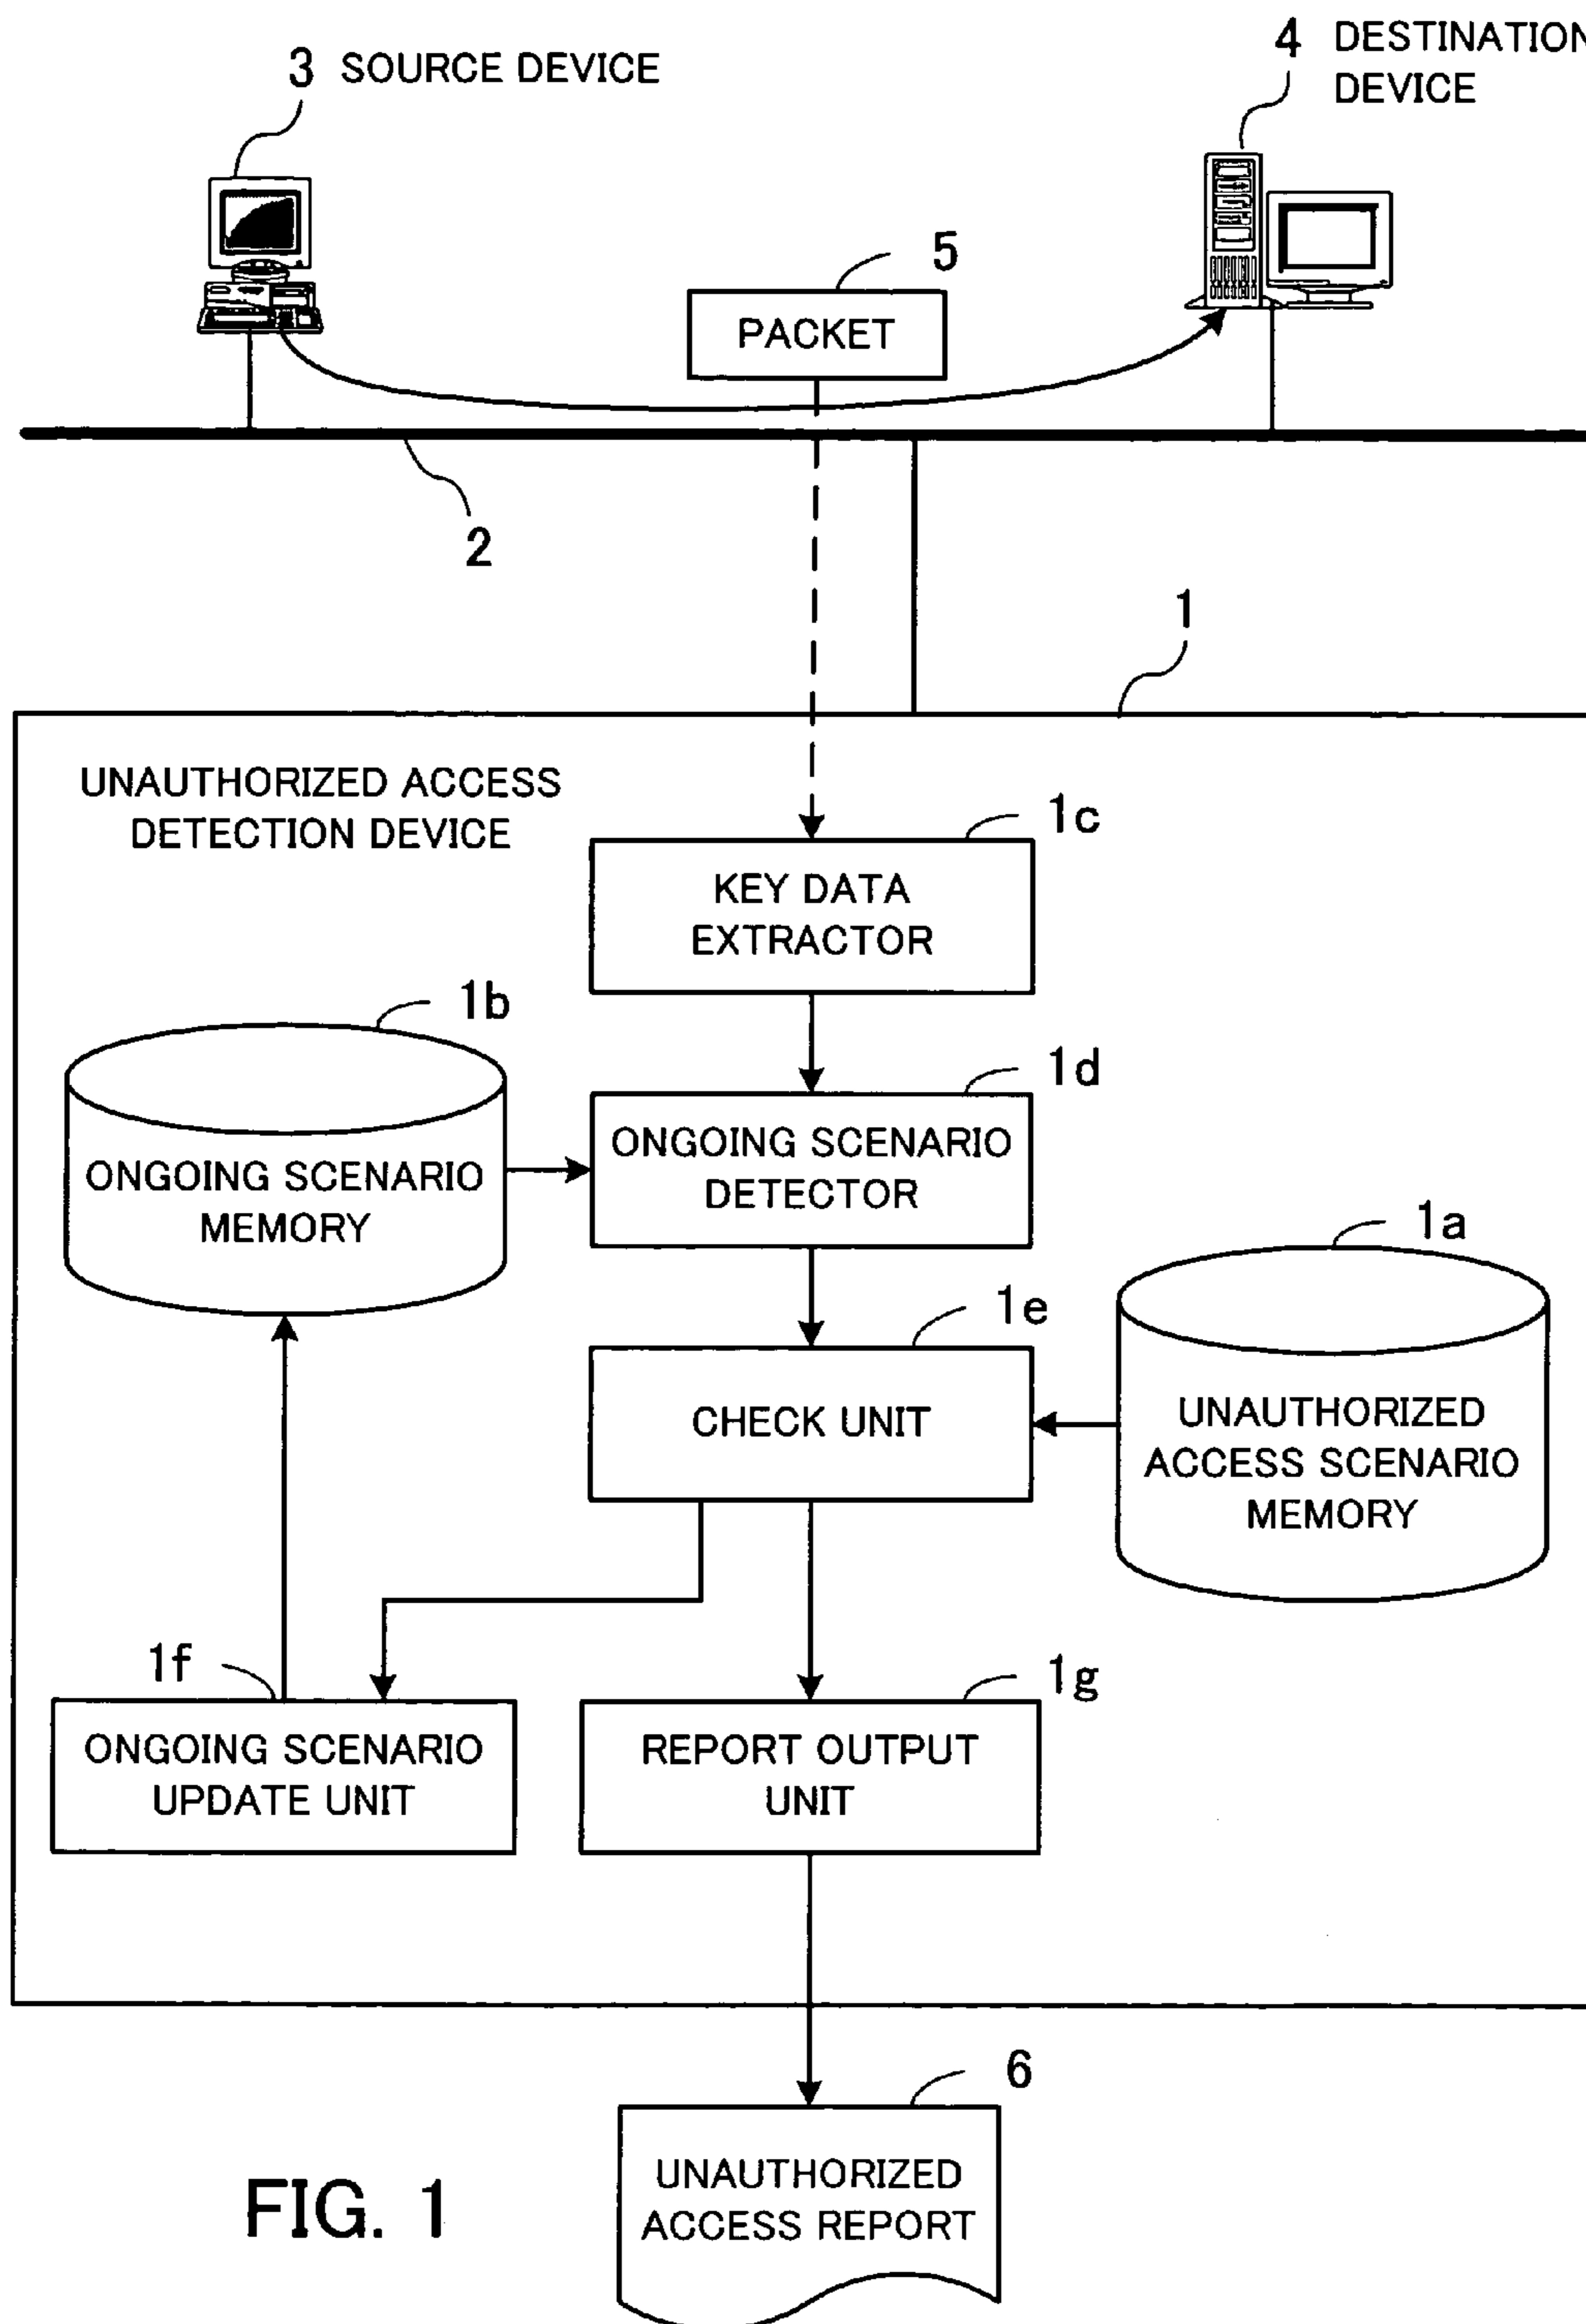 3 SOURCE DEVICE
4 DESTINATION
DEVICE
5
PACKET
2
1
UNAUTHORIZED ACCESS
DETECTION DEVICE
1c
KEY DATA
EXTRACTOR
1b
ONGOING SCENARIO
MEMORY
1d
ONGOING SCENARIO
DETECTOR
1a
UNAUTHORIZED
ACCESS SCENARIO
MEMORY
1e
CHECK UNIT
1f
ONGOING SCENARIO
UPDATE UNIT
1g
REPORT OUTPUT
UNIT
6
UNAUTHORIZED
ACCESS REPORT
FIG. 1